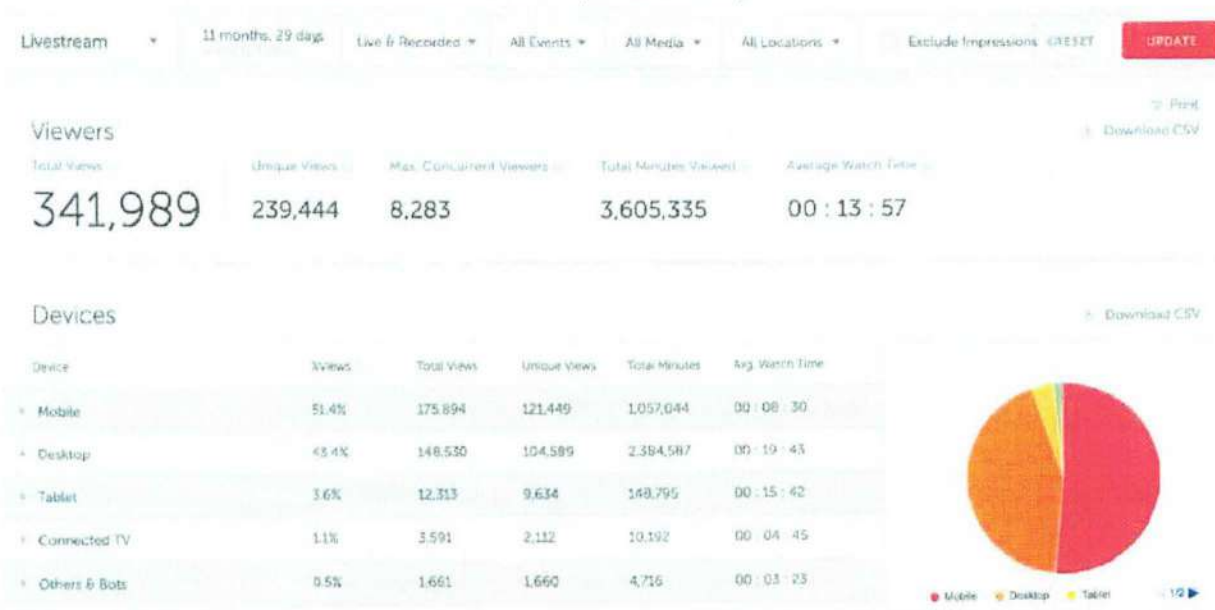 Livestream 11 months, 29 days Live & Recorded All Events All Media All Locations Exclude Impressions UPDATE
Print
Viewers Download CSV
Total Views Unique Views Max. Concurrent Viewers Total Minutes Viewed Average Watch Time
341,989 239,444 8,283 3,605,335 00 : 13 : 57
Devices Download CSV
Device %Views Total Views Unique Views Total Minutes Avg. Watch Time
Mobile 51.4% 175,894 121,449 1,057,044 00 : 08 : 30
Desktop 43.4% 148,530 104,589 2,384,587 00 : 19 : 43
Tablet 3.6% 12,313 9,634 148,795 00 : 15 : 42
Connected TV 1.1% 3,591 2,112 10,192 00 : 04 : 45
Others & Bots 0.5% 1,661 1,660 4,716 00 : 03 : 23
Mobile Desktop Tablet 1/2